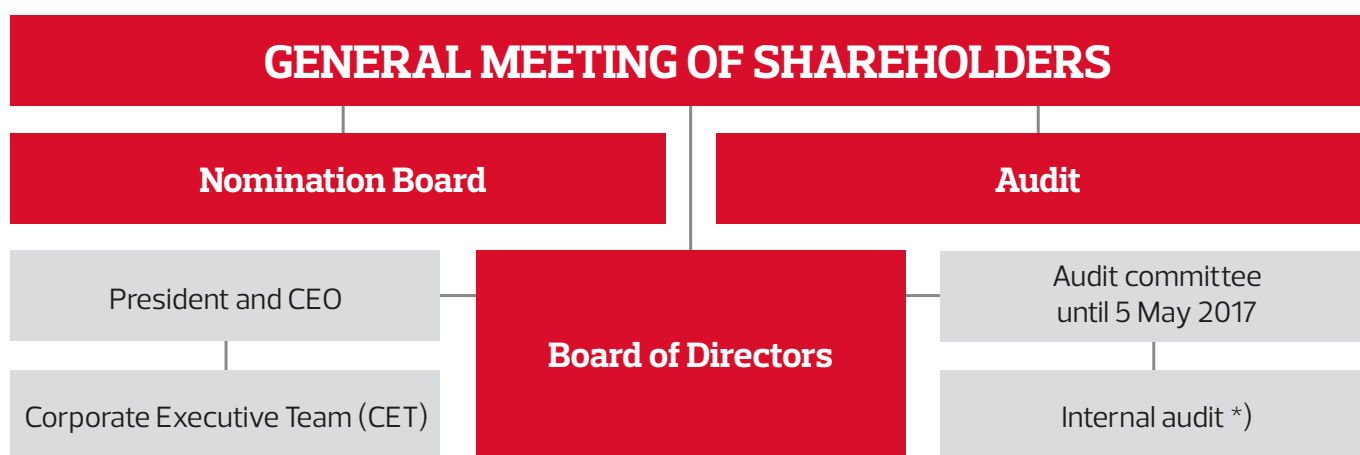 GENERAL MEETING OF SHAREHOLDERS
Nomination Board
Audit
President and CEO
Board of Directors
Audit committee
until 5 May 2017
Corporate Executive Team (CET)
Internal audit *)